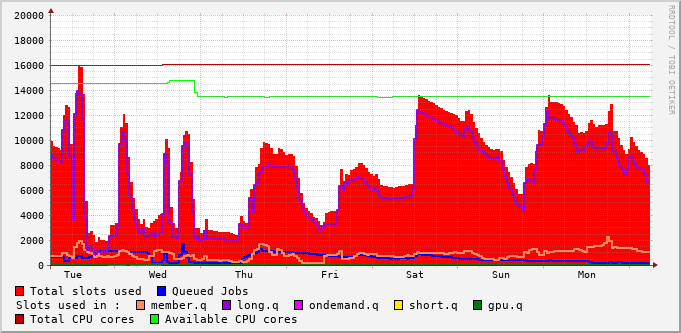 RRDTOOL / TOBI OETIKER
20000
18000
16000
14000
12000
10000
8000
6000
4000
2000
0
Tue Wed Thu Fri Sat Sun Mon
Total slots used Queued Jobs
Slots used in : member.q long.q ondemand.q short.q gpu.q
Total CPU cores Available CPU cores